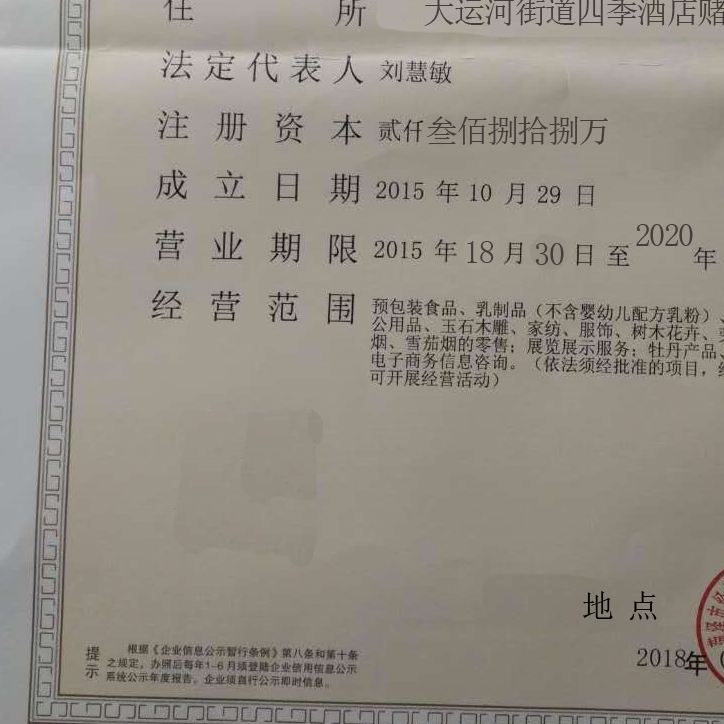 住所 大运河街道四季酒店赌
法定代表人 刘慧敏
注册资本 贰仟叁佰捌拾捌万
成立日期 2015 年 10 月 29 日
营业期限 2015 年 18 月 30 日 至 2020 年
经营范围 预包装食品、乳制品（不含婴幼儿配方乳粉）、
公用品、玉石木雕、家纺、服饰、树木花卉、
烟、雪茄烟的零售；展览展示服务；牡丹产品、
电子商务信息咨询。（依法须经批准的项目，经
可开展经营活动）
地点
2018年
提示 根据《企业信息公示暂行条例》第八条和第十条
之规定，办照后每年1-6月须登陆企业信用信息公示
系统公示年度报告。企业须自行公示即时信息。